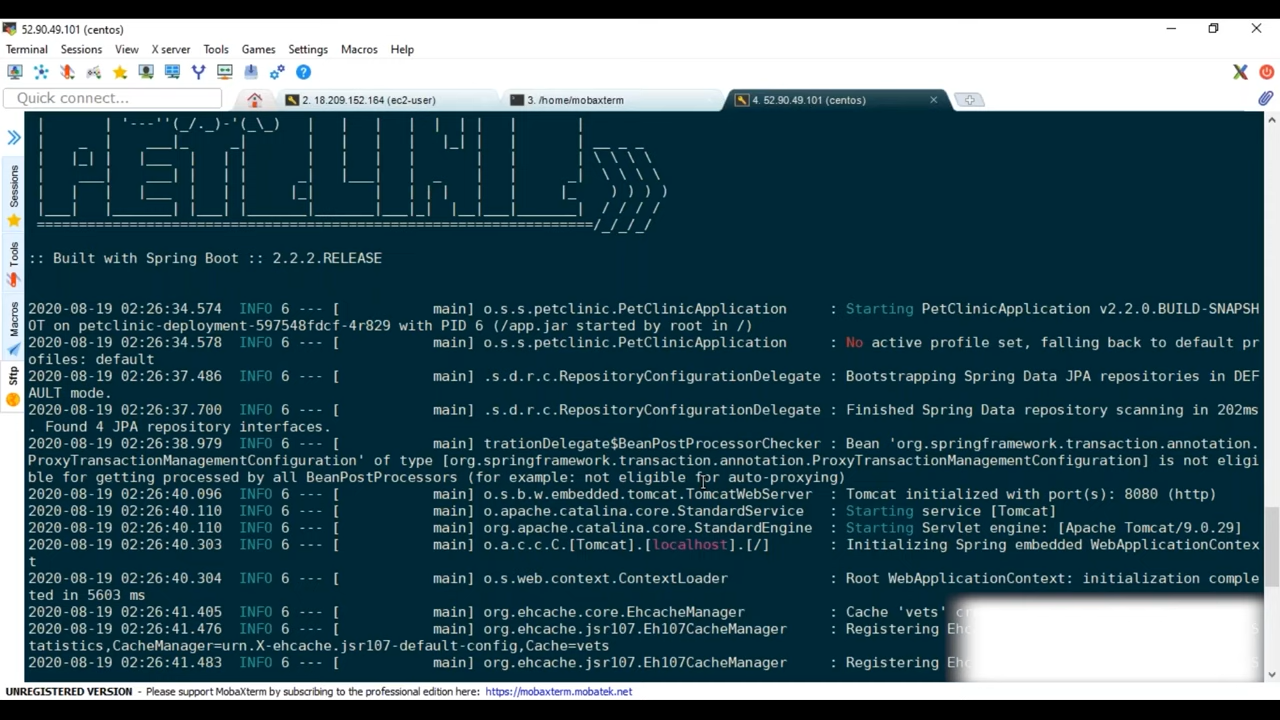 52.90.49.101 (centos)
Terminal Sessions View X server Tools Games Settings Macros Help
Quick connect... 2. 18.209.152.164 (ec2-user) 3. /home/mobaxterm 4. 52.90.49.101 (centos)
Sessions
Tools
Macros
Sftp
PETCLINIC
:: Built with Spring Boot :: 2.2.2.RELEASE
2020-08-19 02:26:34.574 INFO 6 --- [ main] o.s.s.petclinic.PetClinicApplication : Starting PetClinicApplication v2.2.0.BUILD-SNAPSH
OT on petclinic-deployment-597548fdcf-4r829 with PID 6 (/app.jar started by root in /)
2020-08-19 02:26:34.578 INFO 6 --- [ main] o.s.s.petclinic.PetClinicApplication : No active profile set, falling back to default pr
ofiles: default
2020-08-19 02:26:37.486 INFO 6 --- [ main] .s.d.r.c.RepositoryConfigurationDelegate : Bootstrapping Spring Data JPA repositories in DEF
AULT mode.
2020-08-19 02:26:37.700 INFO 6 --- [ main] .s.d.r.c.RepositoryConfigurationDelegate : Finished Spring Data repository scanning in 202ms
. Found 4 JPA repository interfaces.
2020-08-19 02:26:38.979 INFO 6 --- [ main] trationDelegate$BeanPostProcessorChecker : Bean 'org.springframework.transaction.annotation.
ProxyTransactionManagementConfiguration' of type [org.springframework.transaction.annotation.ProxyTransactionManagementConfiguration] is not eligi
ble for getting processed by all BeanPostProcessors (for example: not eligible for auto-proxying)
2020-08-19 02:26:40.096 INFO 6 --- [ main] o.s.b.w.embedded.tomcat.TomcatWebServer : Tomcat initialized with port(s): 8080 (http)
2020-08-19 02:26:40.110 INFO 6 --- [ main] o.apache.catalina.core.StandardService : Starting service [Tomcat]
2020-08-19 02:26:40.110 INFO 6 --- [ main] org.apache.catalina.core.StandardEngine : Starting Servlet engine: [Apache Tomcat/9.0.29]
2020-08-19 02:26:40.303 INFO 6 --- [ main] o.a.c.c.C.[Tomcat].[localhost].[/] : Initializing Spring embedded WebApplicationContex
t
2020-08-19 02:26:40.304 INFO 6 --- [ main] o.s.web.context.ContextLoader : Root WebApplicationContext: initialization comple
ted in 5603 ms
2020-08-19 02:26:41.405 INFO 6 --- [ main] org.ehcache.core.EhcacheManager : Cache 'vets'
2020-08-19 02:26:41.476 INFO 6 --- [ main] org.ehcache.jsr107.Eh107CacheManager : Registering
tatistics,CacheManager=urn.X-ehcache.jsr107-default-config,Cache=vets
2020-08-19 02:26:41.483 INFO 6 --- [ main] org.ehcache.jsr107.Eh107CacheManager : Registering
UNREGISTERED VERSION - Please support MobaXterm by subscribing to the professional edition here: https://mobaxterm.mobatek.net